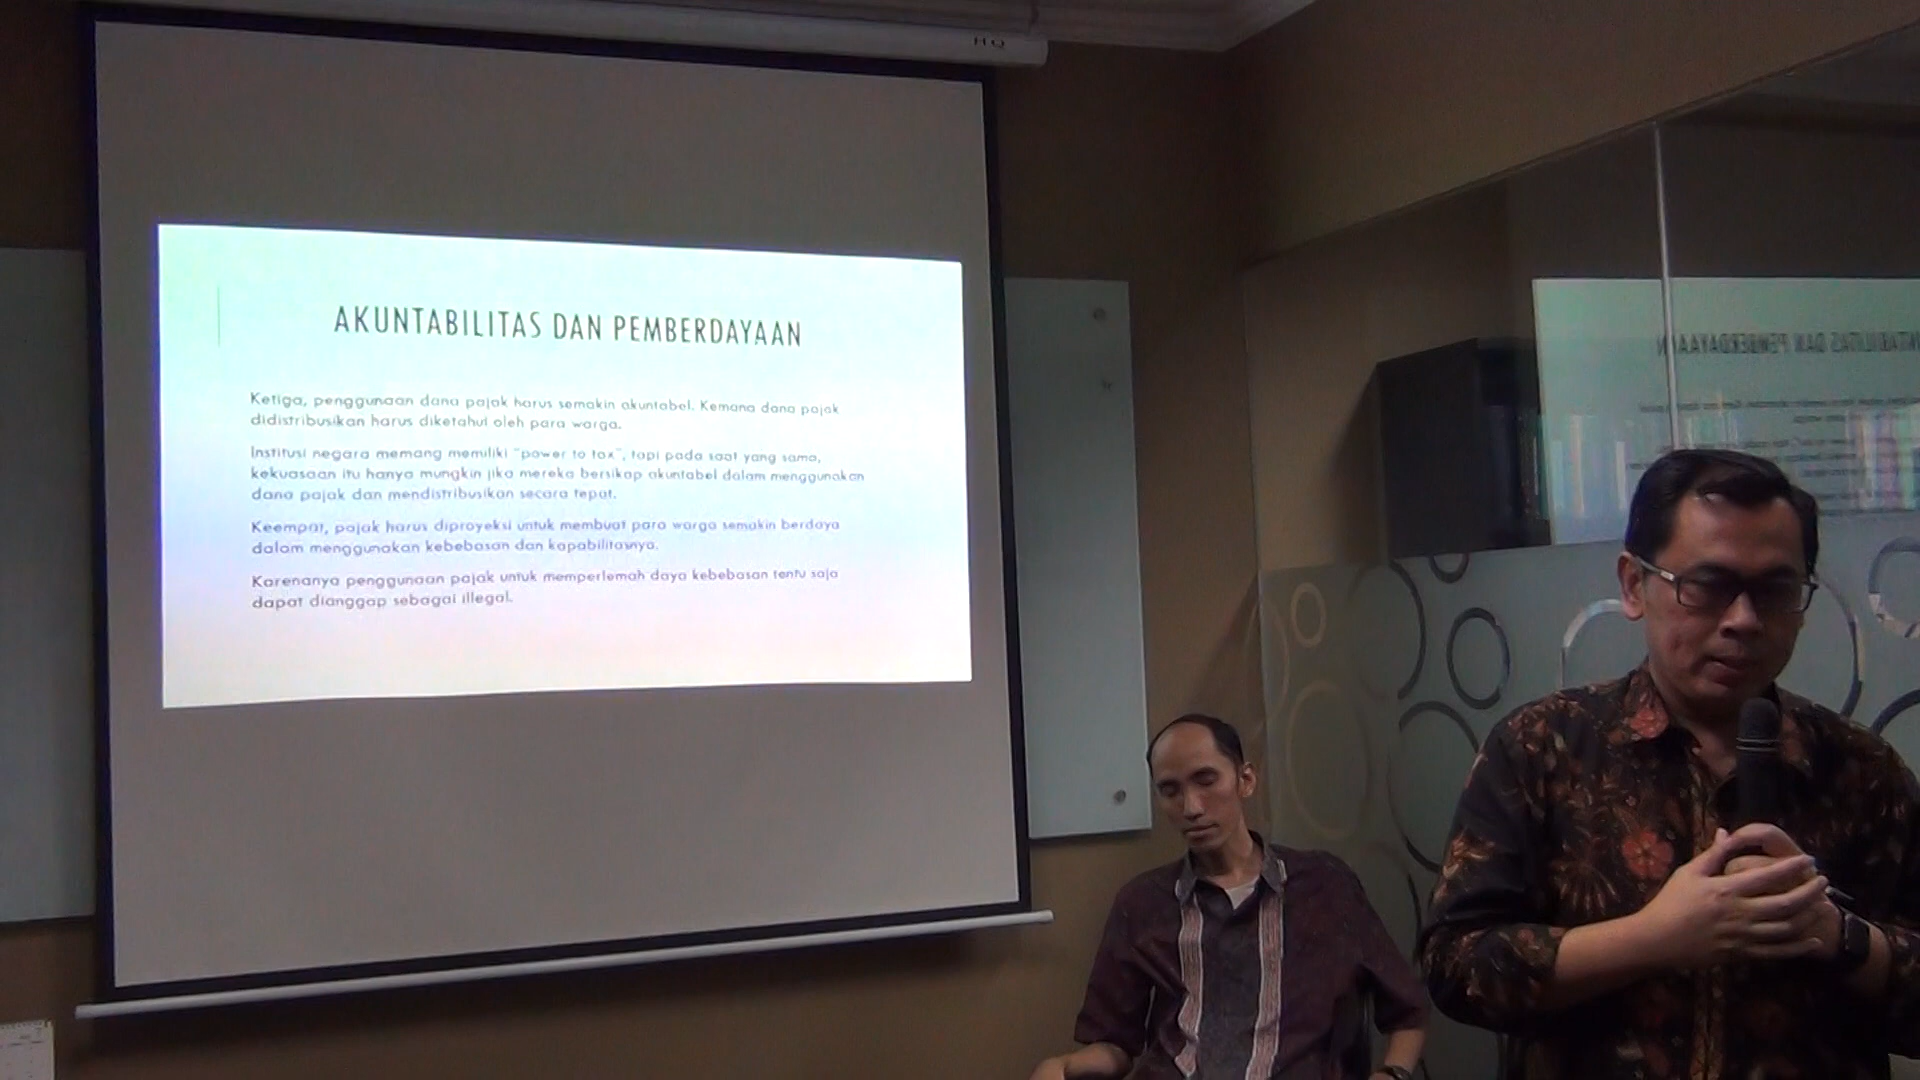 HQ
AKUNTABILITAS DAN PEMBERDAYAAN
Ketiga, penggunaan dana pajak harus semakin akuntabel. Kemana dana pajak
didistribusikan harus diketahui oleh para warga.
Institusi negara memang memiliki "power to tax", tapi pada saat yang sama,
kekuasaan itu hanya mungkin jika mereka bersikap akuntabel dalam menggunakan
dana pajak dan mendistribusikan secara tepat.
Keempat, pajak harus diproyeksi untuk membuat para warga semakin berdaya
dalam menggunakan kebebasan dan kapabilitasnya.
Karenanya penggunaan pajak untuk memperlemah daya kebebasan tentu saja
dapat dianggap sebagai illegal.